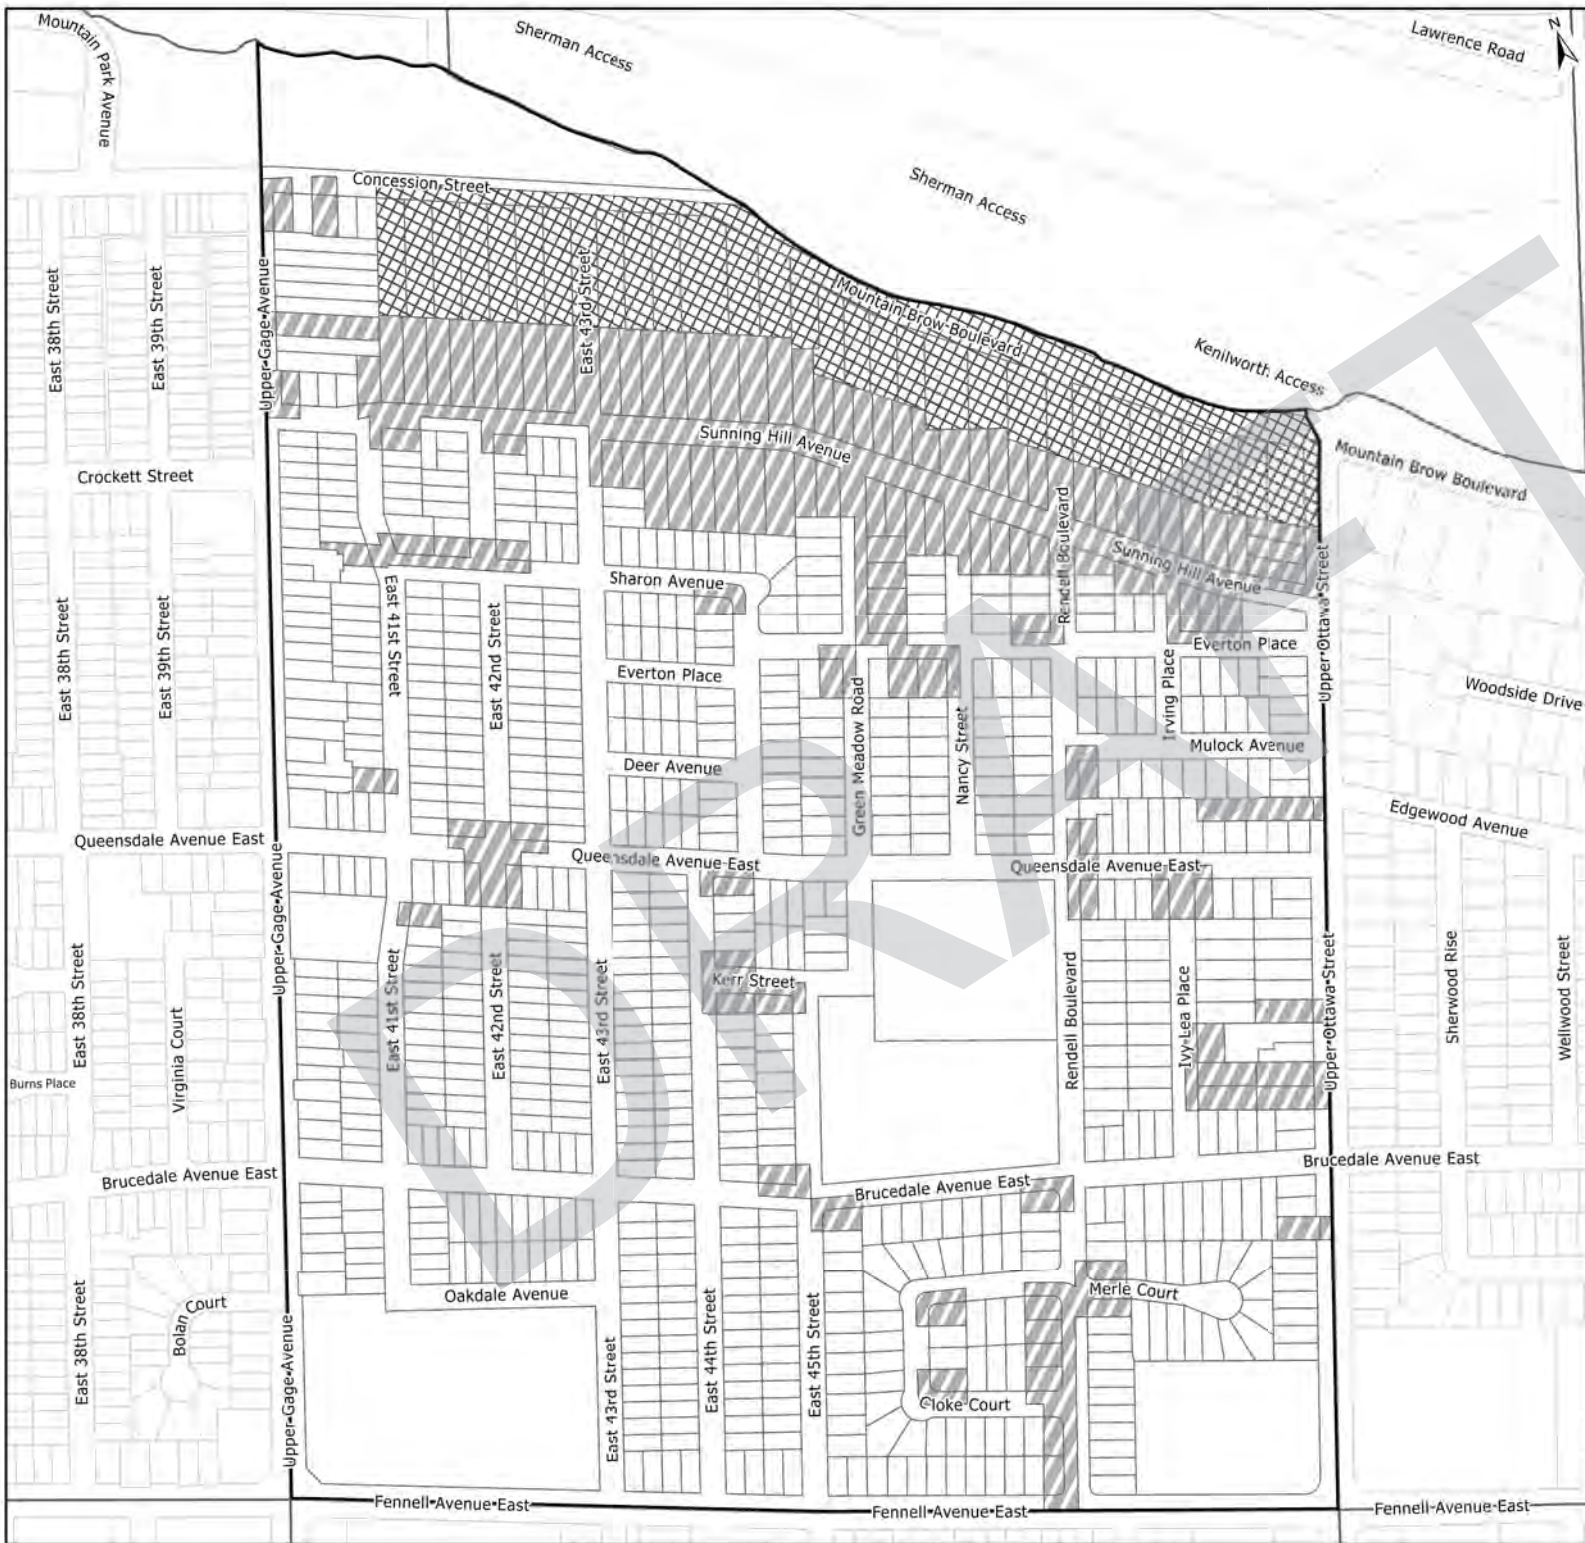 Mountain Park Avenue
Sherman Access
Lawrence Road
N
Concession Street
Sherman Access
East 38th Street
East 39th Street
Upper Gage Avenue
East 43rd Street
Mountain Brow Boulevard
Kenilworth Access
Crockett Street
Sunning Hill Avenue
Mountain Brow Boulevard
Rendell Boulevard
Sunning Hill Avenue
Upper Ottawa Street
Sharon Avenue
East 38th Street
East 39th Street
East 41st Street
East 42nd Street
Everton Place
Everton Place
Green Meadow Road
Nancy Street
Irving Place
Woodside Drive
Deer Avenue
Mulock Avenue
Edgewood Avenue
Queensdale Avenue East
Queensdale Avenue East
Queensdale Avenue East
Upper Gage Avenue
East 38th Street
Virginia Court
East 41st Street
East 42nd Street
East 43rd Street
Kerr Street
Rendell Boulevard
Ivy Lea Place
Upper Ottawa Street
Sherwood Rise
Wellwood Street
Burns Place
Brucedale Avenue East
Brucedale Avenue East
Brucedale Avenue East
East 38th Street
Bolan Court
Upper Gage Avenue
Oakdale Avenue
East 43rd Street
East 44th Street
East 45th Street
Merle Court
Cloke Court
Fennell Avenue East
Fennell Avenue East
Fennell Avenue East
DRAFT